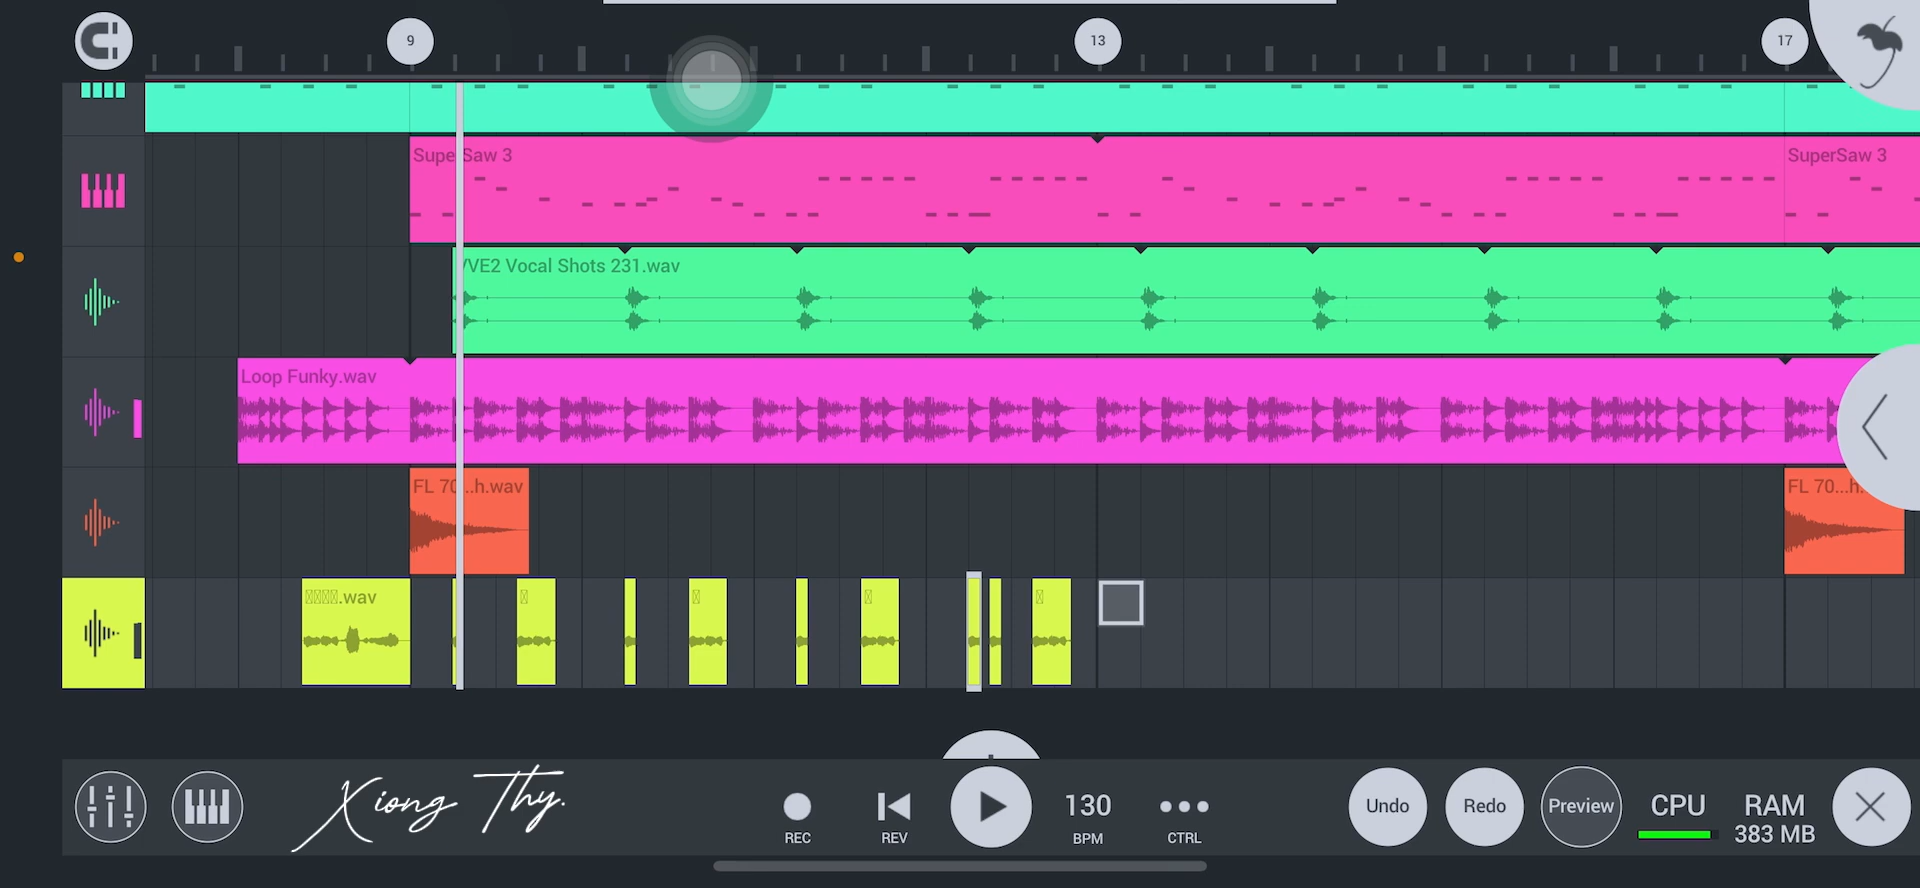 9
13
17
SuperSaw 3
SuperSaw 3
VVE2 Vocal Shots 231.wav
Loop Funky.wav
FL 70...h.wav
FL 70...h.
.wav
Xiong Thy.
REC
REV
130
BPM
CTRL
Undo
Redo
Preview
CPU
RAM
383 MB